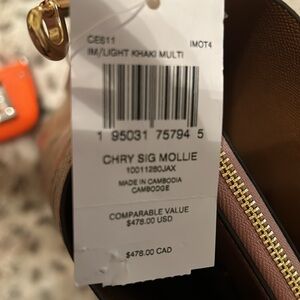 CE611 IMOT4
IM/LIGHT KHAKI MULTI
1 95031 75794 5
CHRY SIG MOLLIE
10011280JAX
MADE IN CAMBODIA
CAMBODGE
COMPARABLE VALUE
$478.00 USD
$478.00 CAD